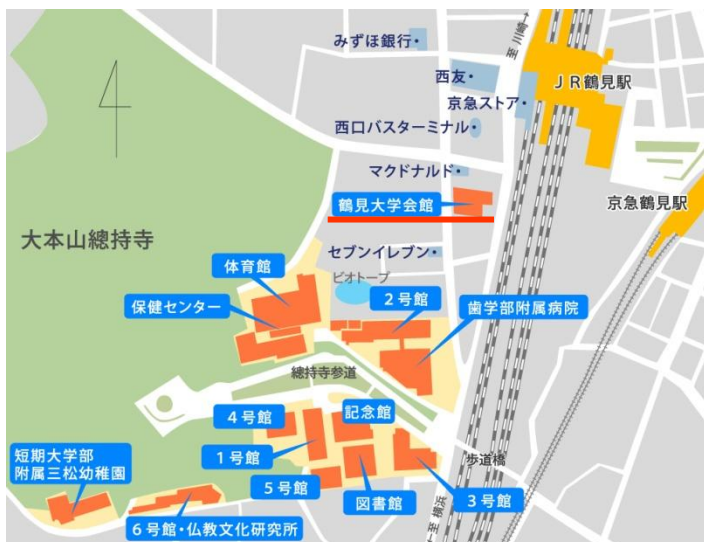 みずほ銀行
至 川崎→
西友
JR鶴見駅
京急ストア
西口バスターミナル
マクドナルド
鶴見大学会館
京急鶴見駅
大本山總持寺
セブンイレブン
体育館
ビオトープ
2号館
保健センター
歯学部附属病院
總持寺参道
4号館
記念館
1号館
短期大学部
附属三松幼稚園
歩道橋
5号館
図書館
3号館
6号館・仏教文化研究所
←至 横浜